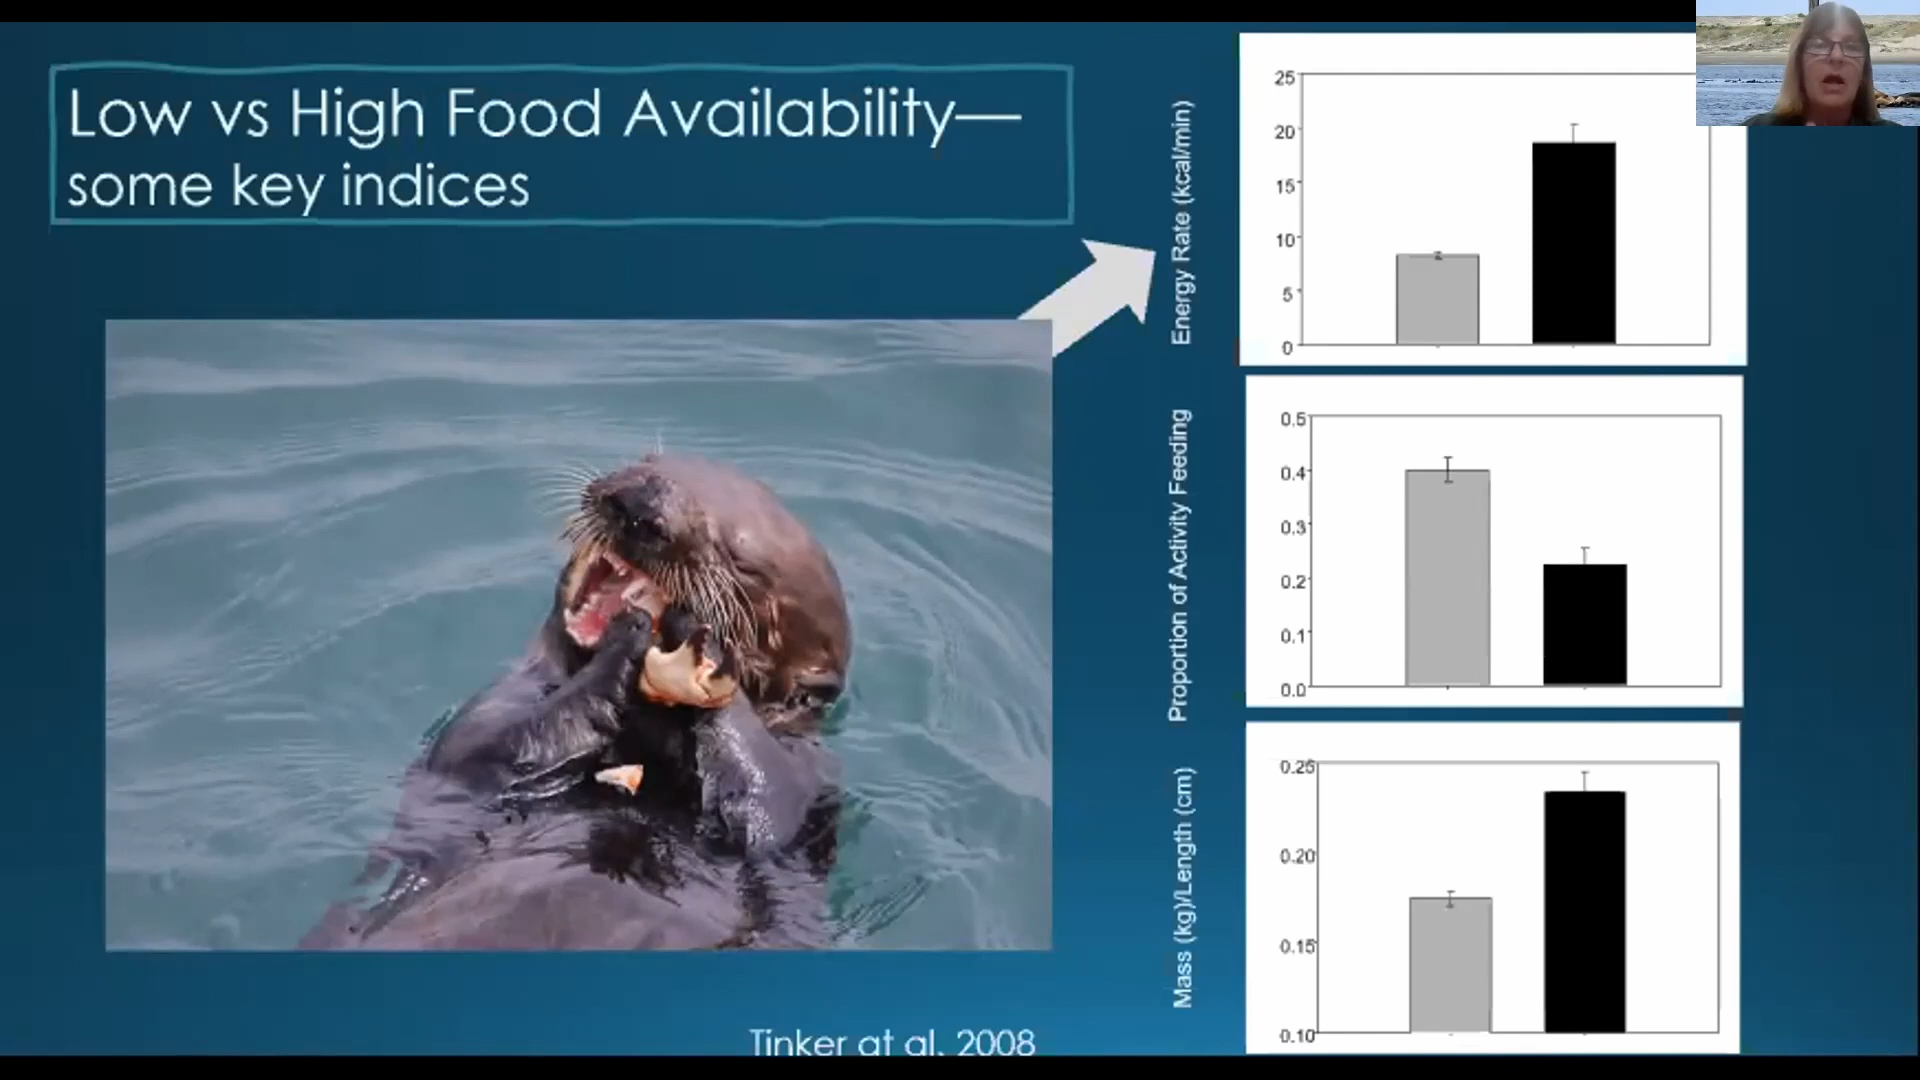 Low vs High Food Availability—
some key indices
Energy Rate (kcal/min)
25
20
15
10
5
0
Proportion of Activity Feeding
0.5
0.4
0.3
0.2
0.1
0.0
Mass (kg)/Length (cm)
0.25
0.20
0.15
0.10
Tinker at al. 2008